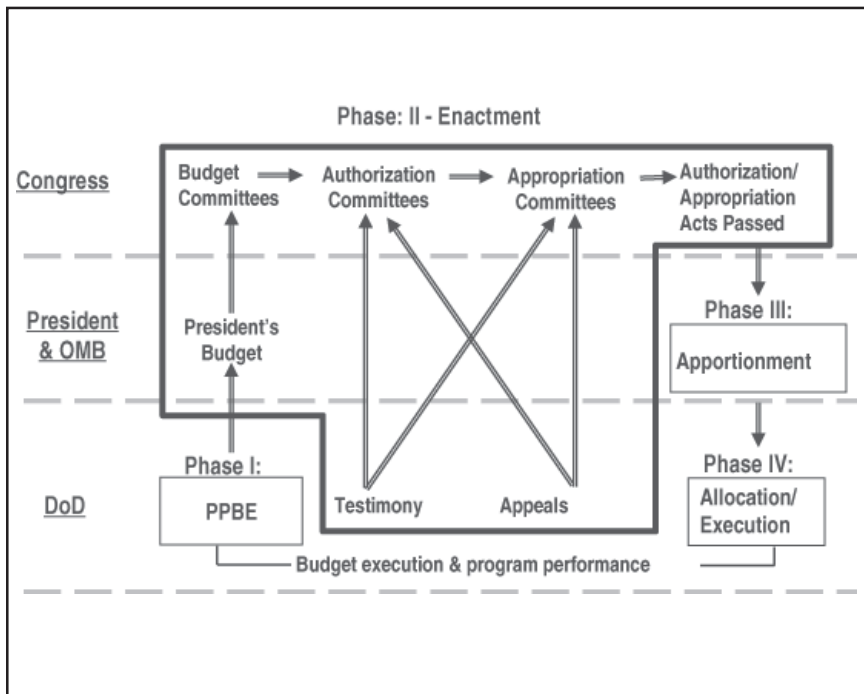 Phase: II - Enactment
Congress
Budget
Committees
Authorization
Committees
Appropriation
Committees
Authorization/
Appropriation
Acts Passed
President
& OMB
President's
Budget
Phase III:
Apportionment
DoD
Phase I:
PPBE
Testimony
Appeals
Phase IV:
Allocation/
Execution
Budget execution & program performance